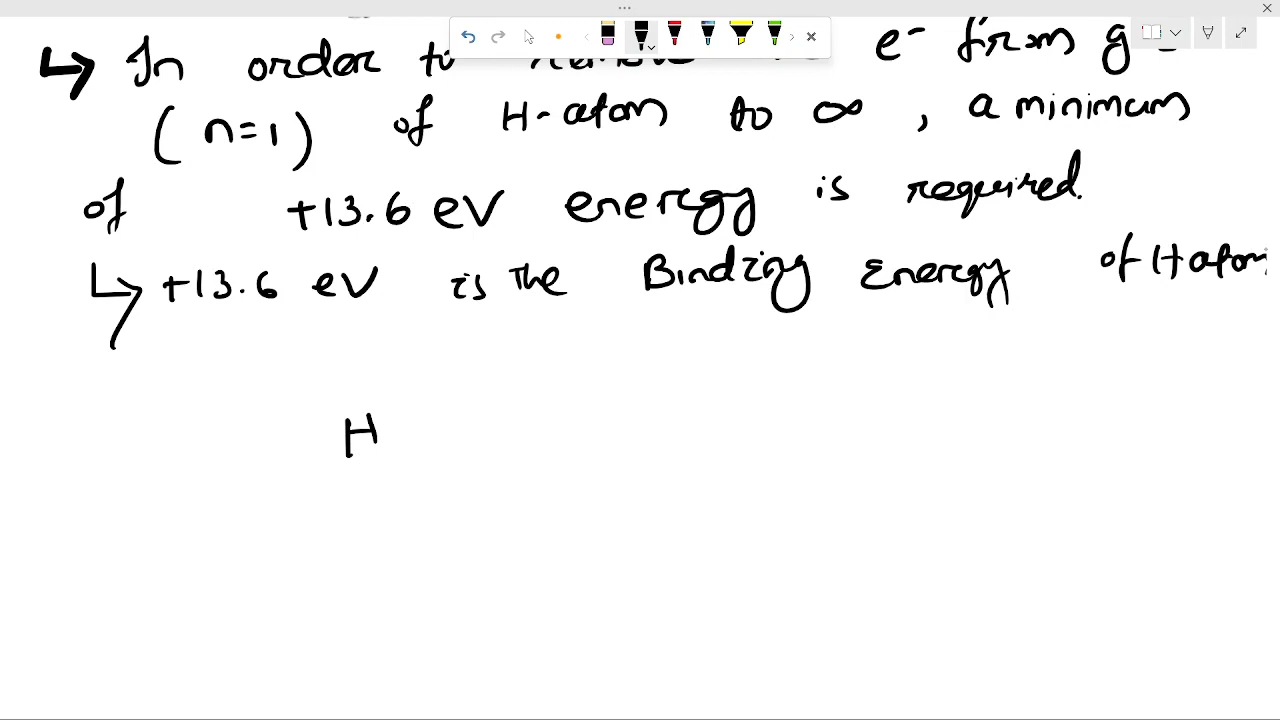 ↳ In order to e⁻ from g
(n=1) of H-atom to ∞, a minimum
of +13.6 eV energy is required.
↳ +13.6 eV is the Binding Energy of H atom
H